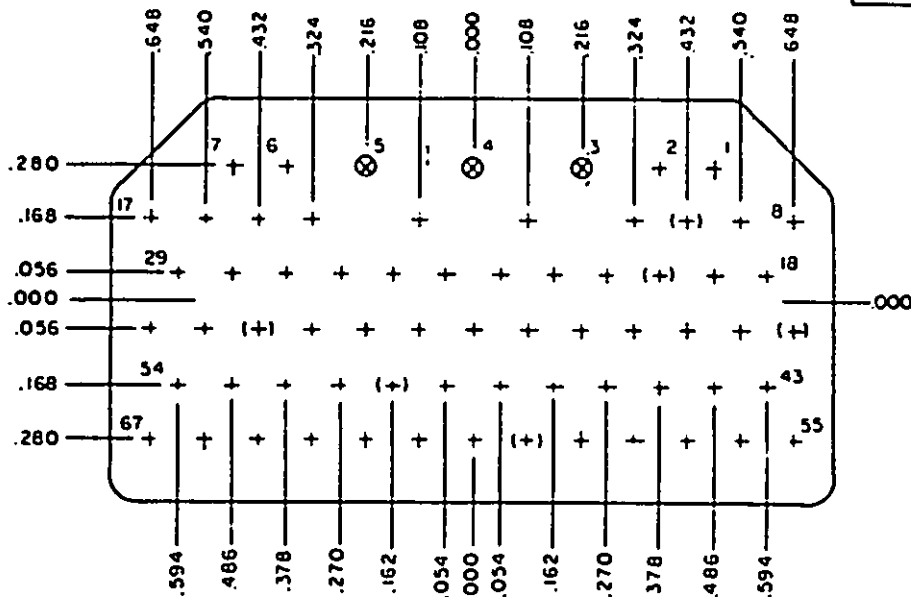 .648 .540 .432 .324 .216 .108 .000 .108 .216 .324 .432 .540 .648
.280 7 6 5 4 3 2 1
.168 17 (+) 8
.056 29 (+) 18
.000 .000
.056 (+) (+)
.168 54 (+) 43
.280 67 (+) 55
.594 .486 .378 .270 .162 .054 .000 .054 .162 .270 .378 .486 .594